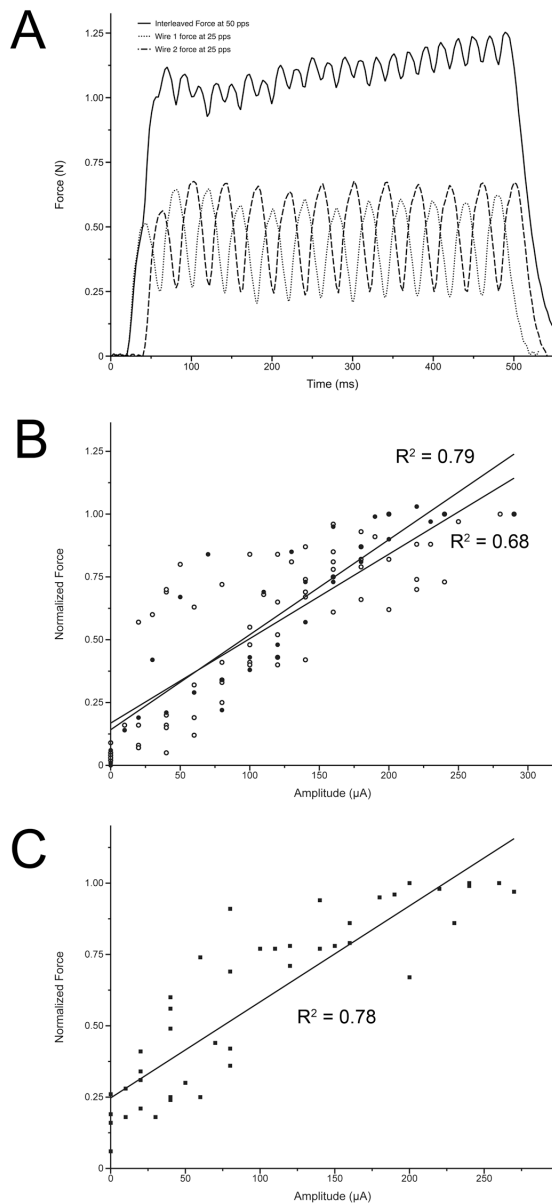 A
Interleaved Force at 50 pps
Wire 1 force at 25 pps
Wire 2 force at 25 pps
1.25
1.00
0.75
0.50
0.25
0
Force (N)
0 100 200 300 400 500
Time (ms)
B
1.25
1.00
0.75
0.50
0.25
0
Normalized Force
R² = 0.79
R² = 0.68
0 50 100 150 200 250 300
Amplitude (µA)
C
1.00
0.75
0.50
0.25
0
Normalized Force
R² = 0.78
0 50 100 150 200 250
Amplitude (µA)